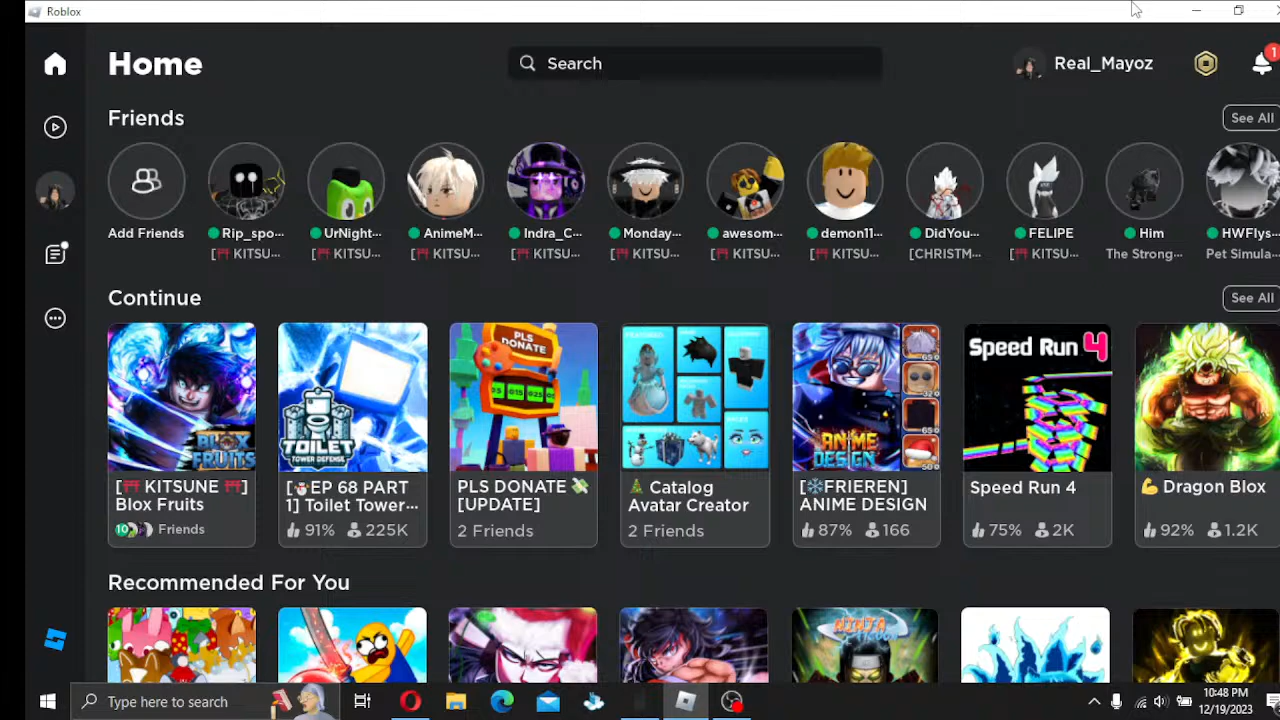 Roblox
Home
Search
Real_Mayoz
1
Friends
See All
Add Friends
Rip_spo...
UrNight...
AnimeM...
Indra_C...
Monday...
awesom...
demon11...
DidYou...
FELIPE
Him
HWFlys...
[⛩️ KITSU...
[⛩️ KITSU...
[⛩️ KITSU...
[⛩️ KITSU...
[⛩️ KITSU...
[⛩️ KITSU...
[⛩️ KITSU...
[CHRISTM...
[⛩️ KITSU...
The Strong...
Pet Simula...
Continue
See All
BLOX
FRUITS
TOILET
TOWER DEFENSE
PLS
DONATE
ANIME
DESIGN
Speed Run 4
[⛩️ KITSUNE ⛩️]
Blox Fruits
10 Friends
[⛄EP 68 PART
1] Toilet Tower...
91% 225K
PLS DONATE 💸
[UPDATE]
2 Friends
🎄 Catalog
Avatar Creator
2 Friends
[❄️FRIEREN]
ANIME DESIGN
87% 166
Speed Run 4
75% 2K
💪 Dragon Blox
92% 1.2K
Recommended For You
NINJA
TYCOON
Type here to search
10:48 PM
12/19/2023